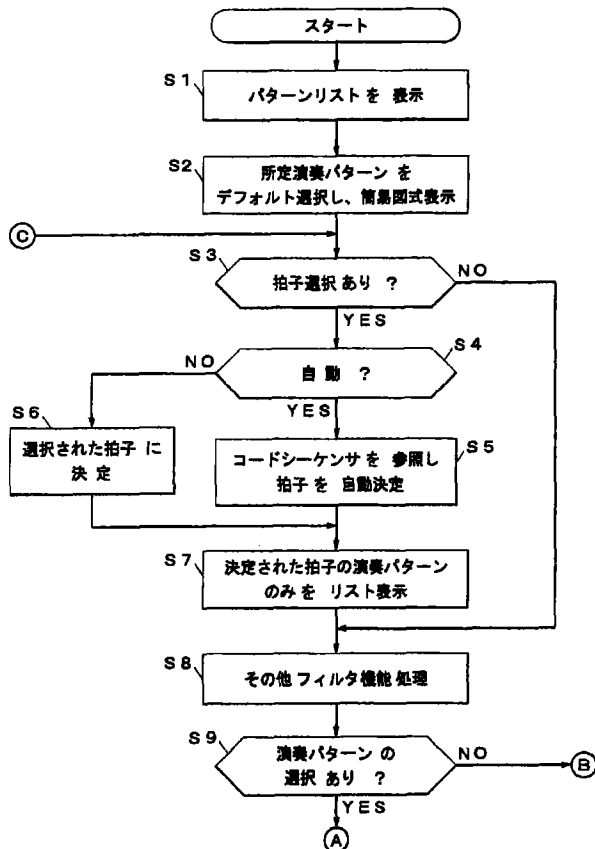 スタート
S1
パターンリスト を 表示
S2
所定演奏パターン を
デフォルト選択し、簡易図式表示
C
S3
拍子選択 あり ?
NO
YES
S4
NO
自 動 ?
YES
S6
選択された拍子 に
決 定
S5
コードシーケンサ を 参照し
拍子 を 自動決定
S7
決定された拍子の演奏パターン
のみ を リスト表示
S8
その他 フィルタ機能 処理
S9
演奏パターン の
選択 あり ?
NO
B
YES
A